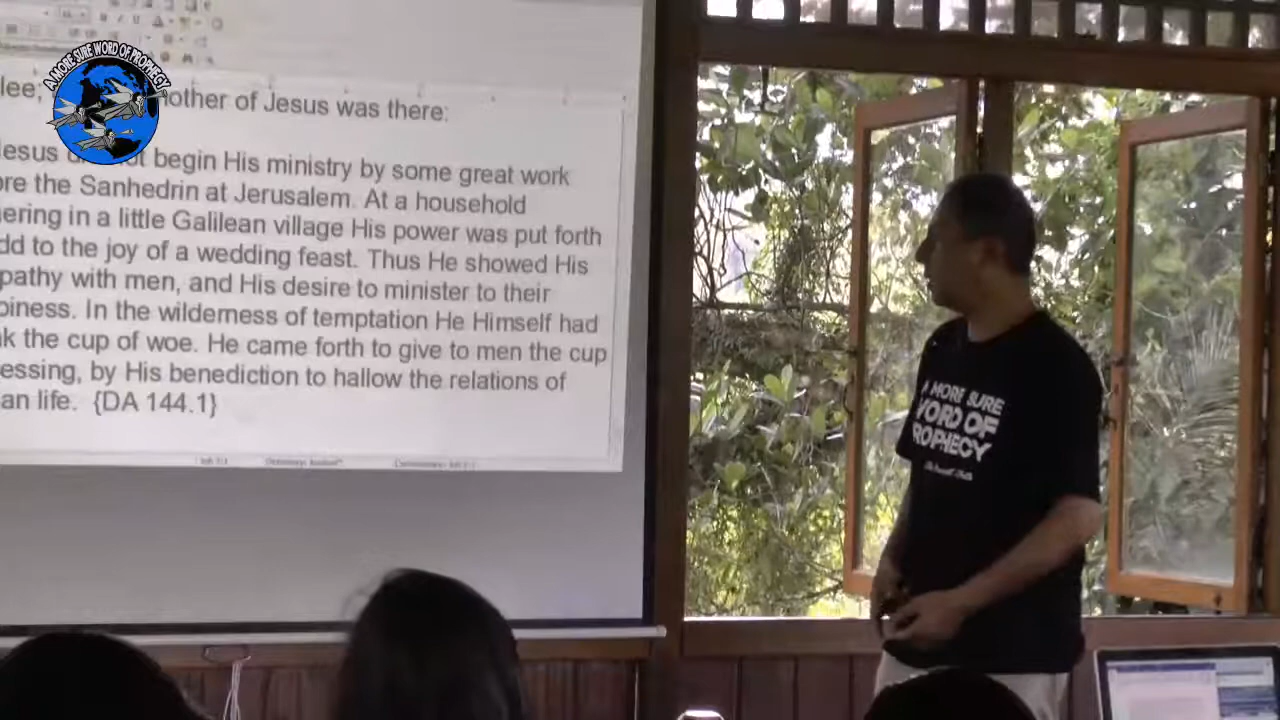 A MORE SURE WORD OF PROPHECY
lee; other of Jesus was there:
Jesus begin His ministry by some great work
ore the Sanhedrin at Jerusalem. At a household
hering in a little Galilean village His power was put forth
dd to the joy of a wedding feast. Thus He showed His
pathy with men, and His desire to minister to their
piness. In the wilderness of temptation He Himself had
nk the cup of woe. He came forth to give to men the cup
essing, by His benediction to hallow the relations of
an life. {DA 144.1}
A MORE SURE
WORD OF
PROPHECY